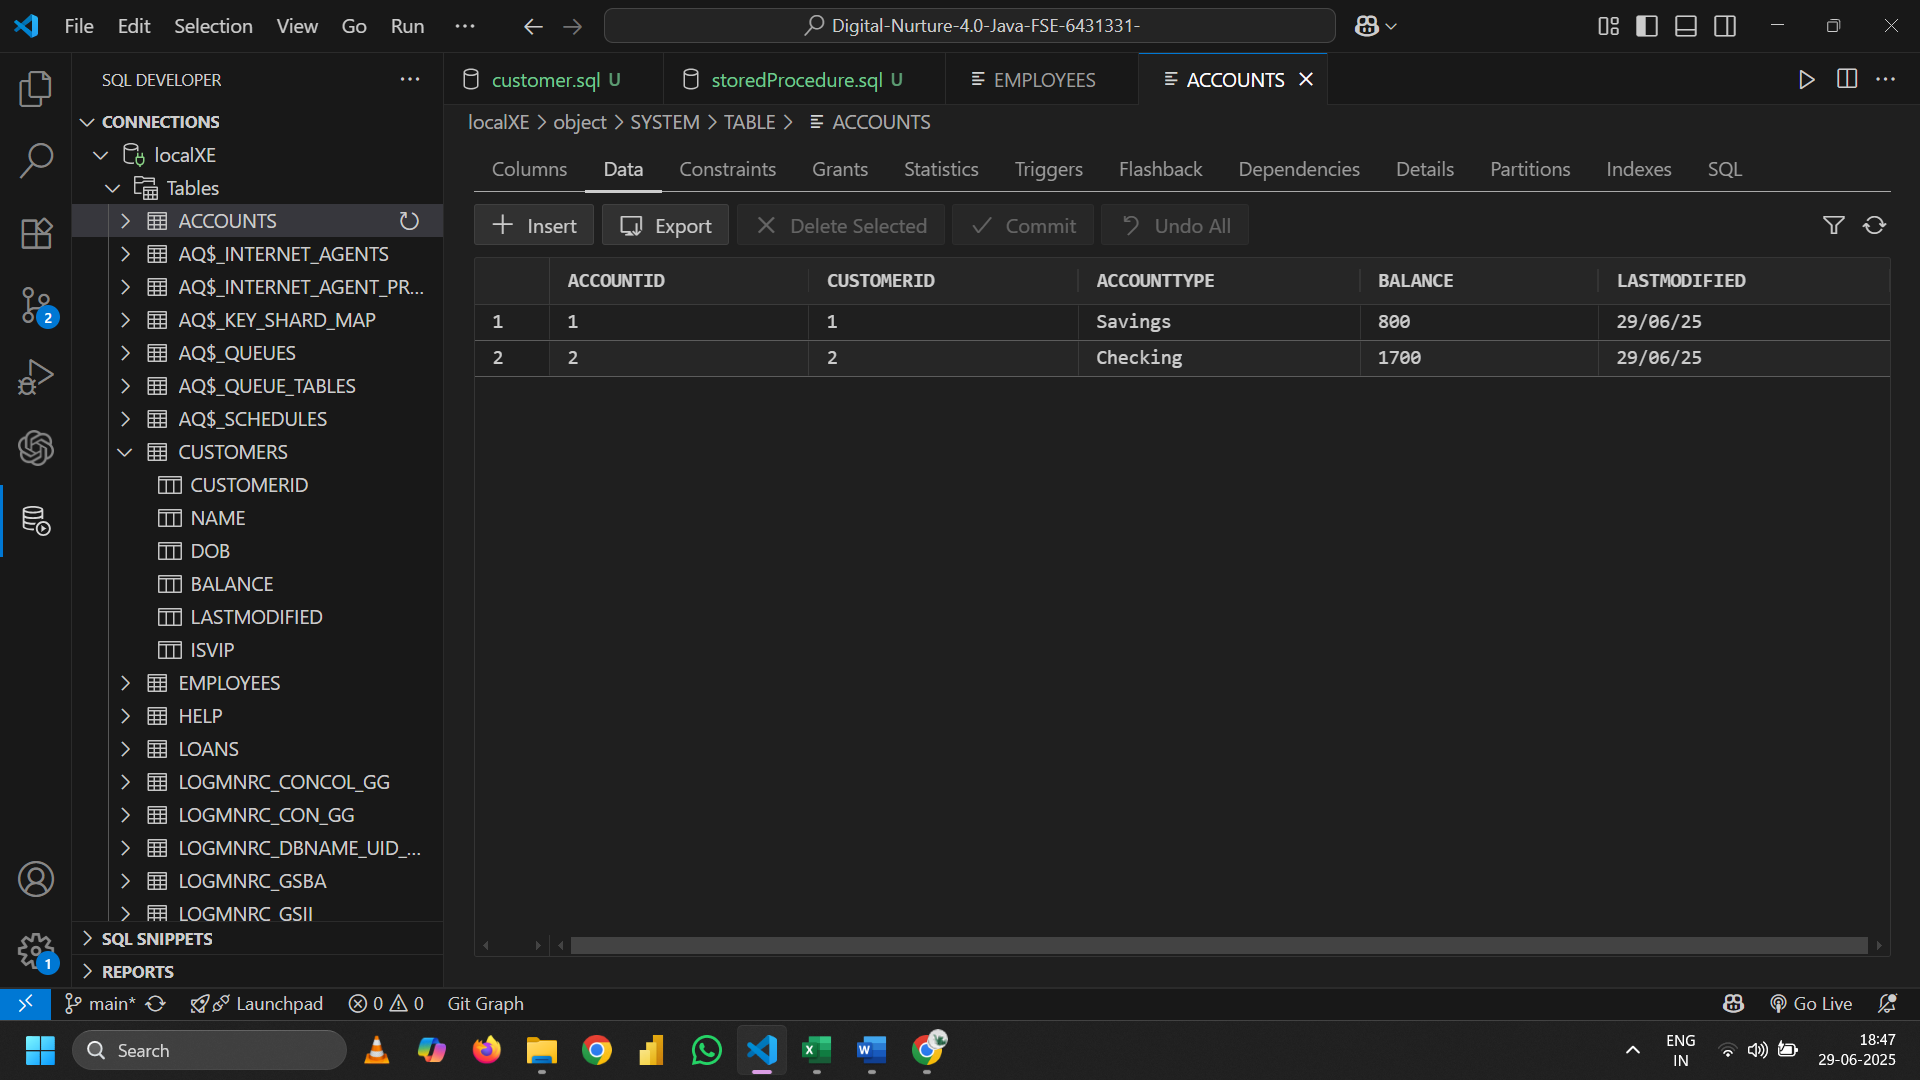 File Edit Selection View Go Run
Digital-Nurture-4.0-Java-FSE-6431331-
SQL DEVELOPER
CONNECTIONS
localXE
Tables
ACCOUNTS
AQ$_INTERNET_AGENTS
AQ$_INTERNET_AGENT_PR...
AQ$_KEY_SHARD_MAP
AQ$_QUEUES
AQ$_QUEUE_TABLES
AQ$_SCHEDULES
CUSTOMERS
CUSTOMERID
NAME
DOB
BALANCE
LASTMODIFIED
ISVIP
EMPLOYEES
HELP
LOANS
LOGMNRC_CONCOL_GG
LOGMNRC_CON_GG
LOGMNRC_DBNAME_UID_...
LOGMNRC_GSBA
LOGMNRC_GSII
SQL SNIPPETS
REPORTS
2
1
customer.sql U storedProcedure.sql U EMPLOYEES ACCOUNTS
localXE > object > SYSTEM > TABLE > ACCOUNTS
Columns Data Constraints Grants Statistics Triggers Flashback Dependencies Details Partitions Indexes SQL
Insert Export Delete Selected Commit Undo All
ACCOUNTID CUSTOMERID ACCOUNTTYPE BALANCE LASTMODIFIED
1 1 1 Savings 800 29/06/25
2 2 2 Checking 1700 29/06/25
main* Launchpad 0 0 Git Graph Go Live
Search
ENG
IN
18:47
29-06-2025